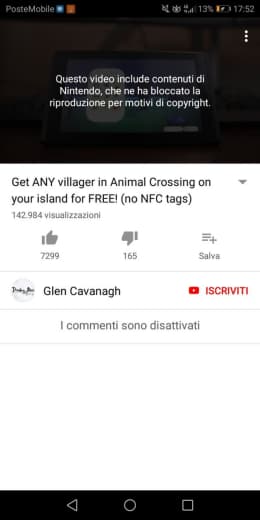 PosteMobile 13% 17:52
Questo video include contenuti di
Nintendo, che ne ha bloccato la
riproduzione per motivi di copyright.
Get ANY villager in Animal Crossing on
your island for FREE! (no NFC tags)
142.984 visualizzazioni
7299 165 Salva
Glen Cavanagh ISCRIVITI
I commenti sono disattivati